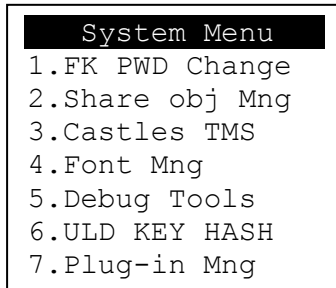 System Menu
1.FK PWD Change
2.Share obj Mng
3.Castles TMS
4.Font Mng
5.Debug Tools
6.ULD KEY HASH
7.Plug-in Mng